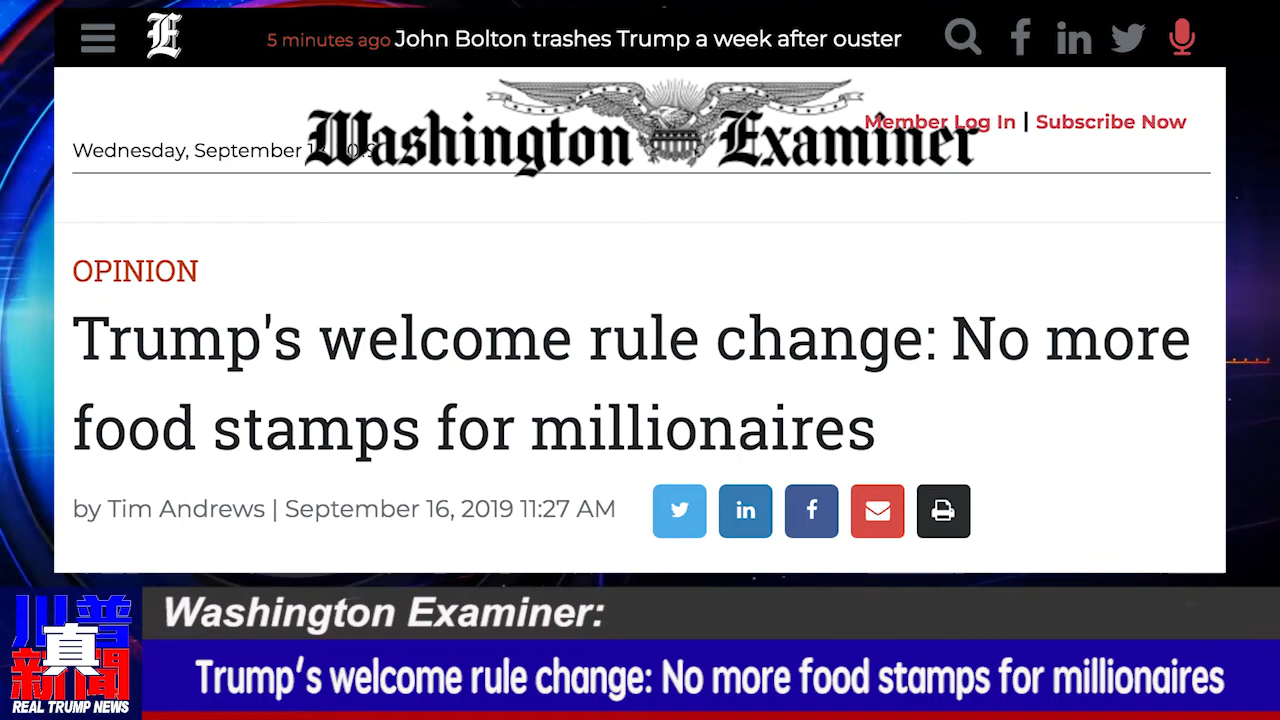 5 minutes ago John Bolton trashes Trump a week after ouster
Washington Examiner
Member Log In | Subscribe Now
Wednesday, September
OPINION
Trump's welcome rule change: No more
food stamps for millionaires
by Tim Andrews | September 16, 2019 11:27 AM
Washington Examiner:
Trump's welcome rule change: No more food stamps for millionaires
川普
真
新聞
REAL TRUMP NEWS